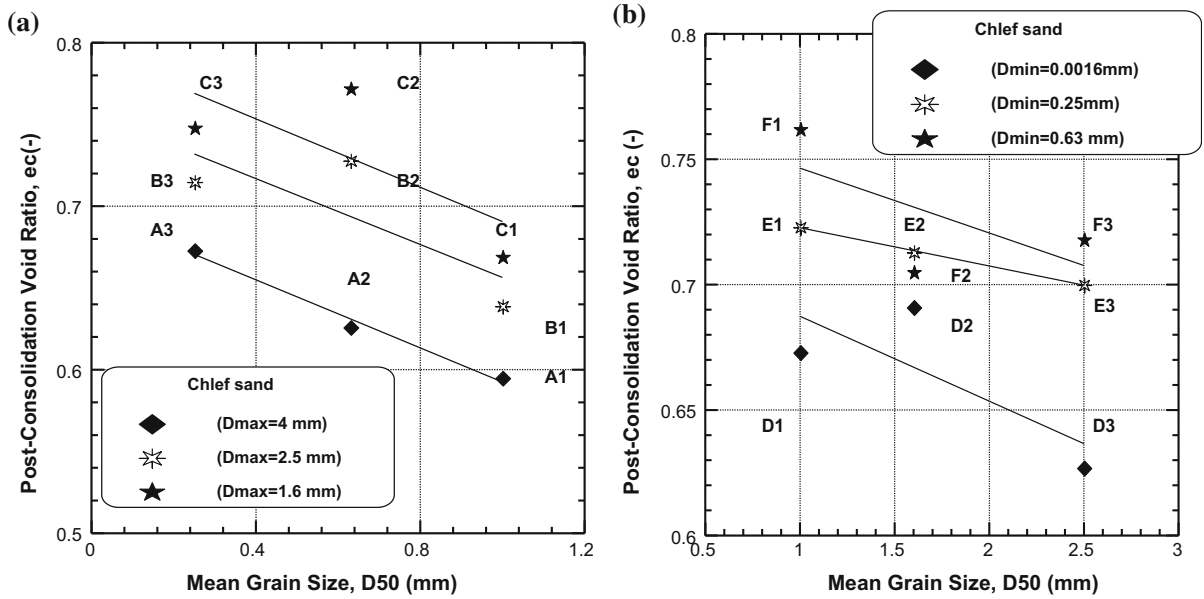 (a)
0.8
0.7
0.6
0.5
Post-Consolidation Void Ratio, ec(-)
C3
C2
B3
B2
A3
C1
A2
B1
A1
Chlef sand
(Dmax=4 mm)
(Dmax=2.5 mm)
(Dmax=1.6 mm)
0 0.4 0.8 1.2
Mean Grain Size, D50 (mm)
(b)
0.8
0.75
0.7
0.65
0.6
Post-Consolidation Void Ratio, ec (-)
Chlef sand
(Dmin=0.0016mm)
(Dmin=0.25mm)
(Dmin=0.63 mm)
F1
E1
E2
F3
F2
E3
D2
D1
D3
0.5 1 1.5 2 2.5 3
Mean Grain Size, D50 (mm)